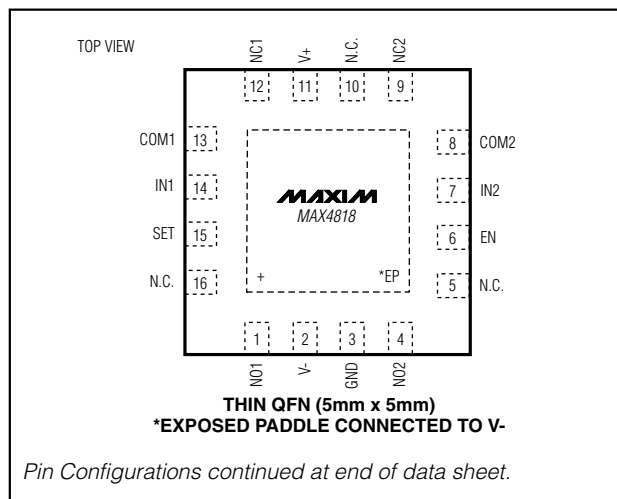 TOP VIEW
NC1 V+ N.C. NC2
12 11 10 9
COM1 13
8 COM2
IN1 14
7 IN2
MAXIM
MAX4818
SET 15
6 EN
N.C. 16
5 N.C.
+ *EP
1 2 3 4
NO1 V- GND NO2
THIN QFN (5mm x 5mm)
*EXPOSED PADDLE CONNECTED TO V-
Pin Configurations continued at end of data sheet.